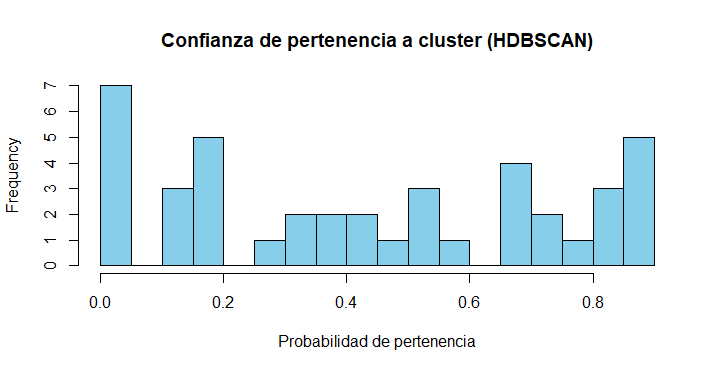 Confianza de pertenencia a cluster (HDBSCAN)
Frequency
7
6
5
4
3
2
1
0
0.0 0.2 0.4 0.6 0.8
Probabilidad de pertenencia